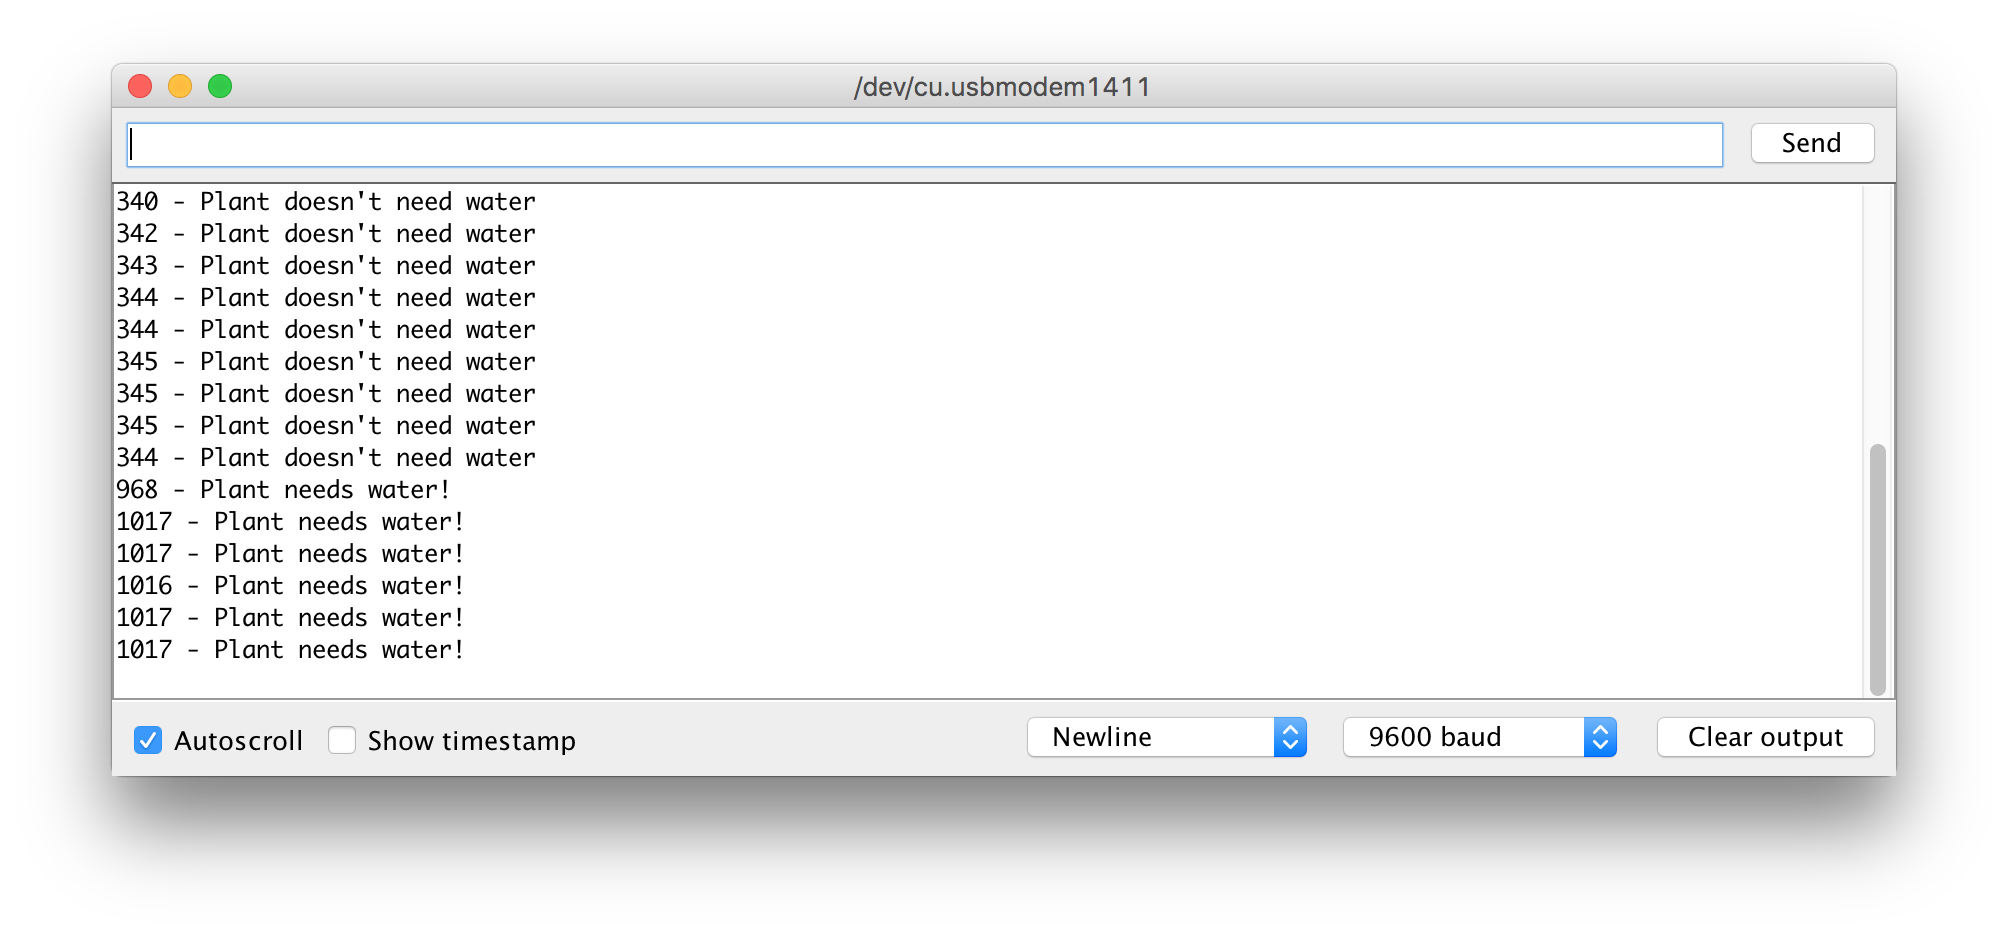 /dev/cu.usbmodem1411
Send
340 - Plant doesn't need water
342 - Plant doesn't need water
343 - Plant doesn't need water
344 - Plant doesn't need water
344 - Plant doesn't need water
345 - Plant doesn't need water
345 - Plant doesn't need water
345 - Plant doesn't need water
344 - Plant doesn't need water
968 - Plant needs water!
1017 - Plant needs water!
1017 - Plant needs water!
1016 - Plant needs water!
1017 - Plant needs water!
1017 - Plant needs water!
Autoscroll Show timestamp Newline 9600 baud Clear output